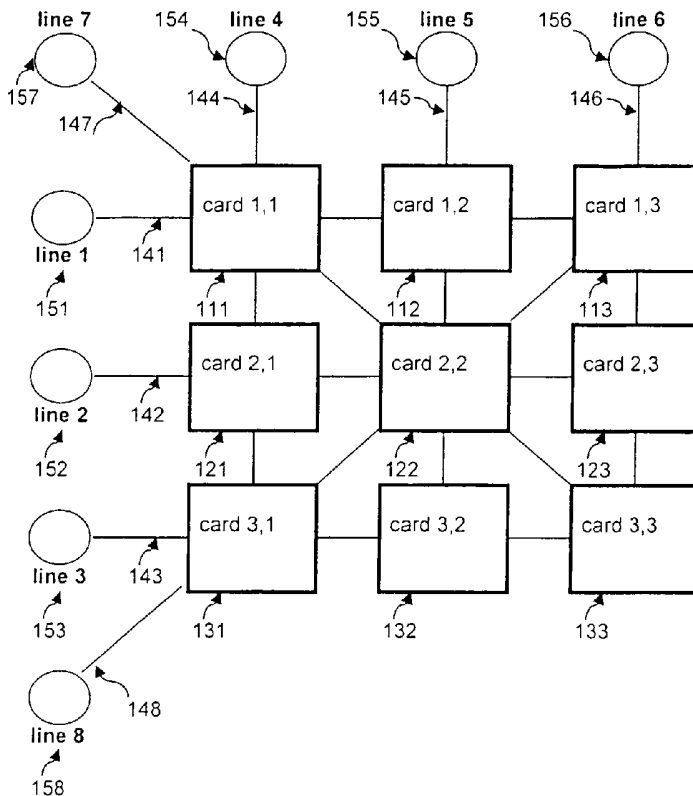 line 7 154 line 4 155 line 5 156 line 6
157 147 144 145 146
card 1,1 card 1,2 card 1,3
line 1 141
151 111 112 113
card 2,1 card 2,2 card 2,3
line 2 142
152 121 122 123
card 3,1 card 3,2 card 3,3
line 3 143
153 131 132 133
148
line 8
158